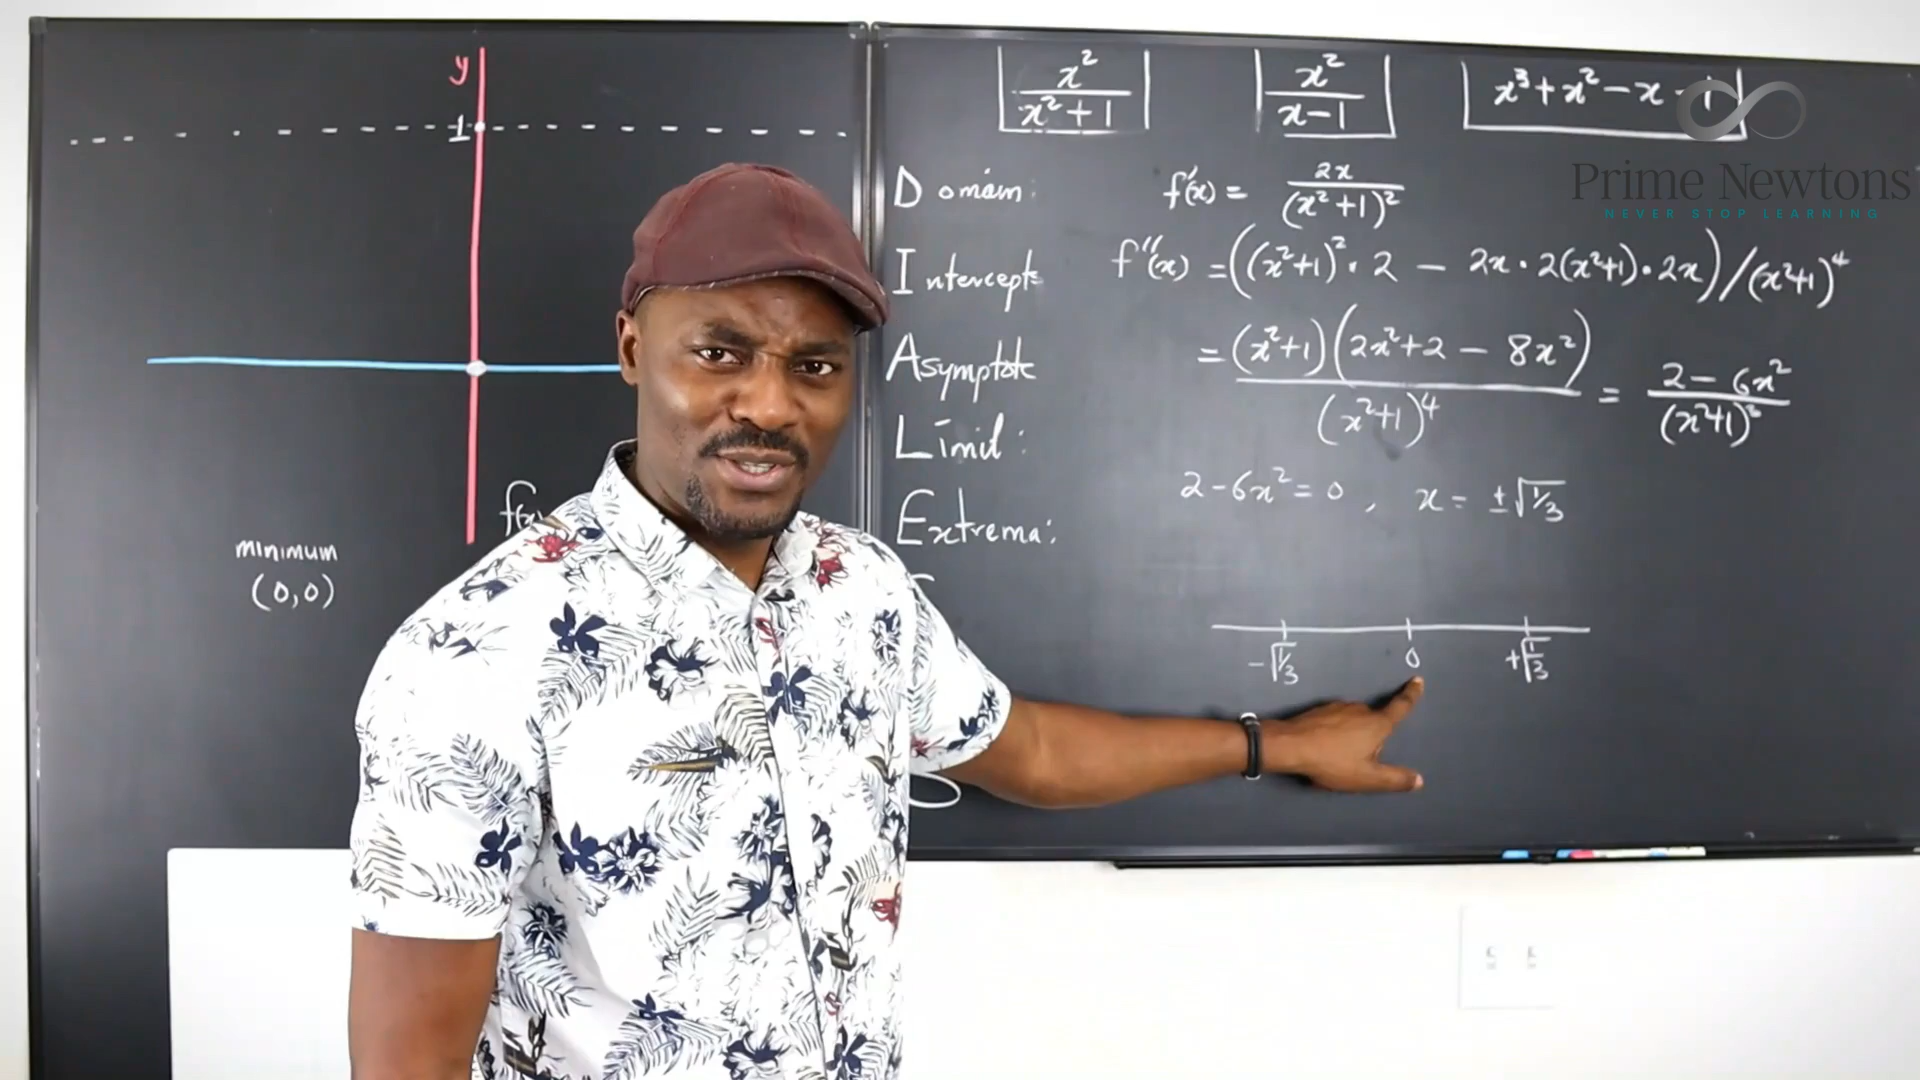 y
1
minimum
(0,0)
x²/(x²+1)
x²/(x-1)
x³+x²-x-1
Prime Newtons
NEVER STOP LEARNING
Domain:
f'(x) = 2x/(x²+1)²
Intercepts
f''(x) = ((x²+1)²·2 - 2x·2(x²+1)·2x)/(x²+1)⁴
Asymptote
= (x²+1)(2x²+2 - 8x²)/(x²+1)⁴ = (2-6x²)/(x²+1)³
Limit:
2-6x²=0, x = ±√1/3
Extrema:
-√1/3 0 +√1/3